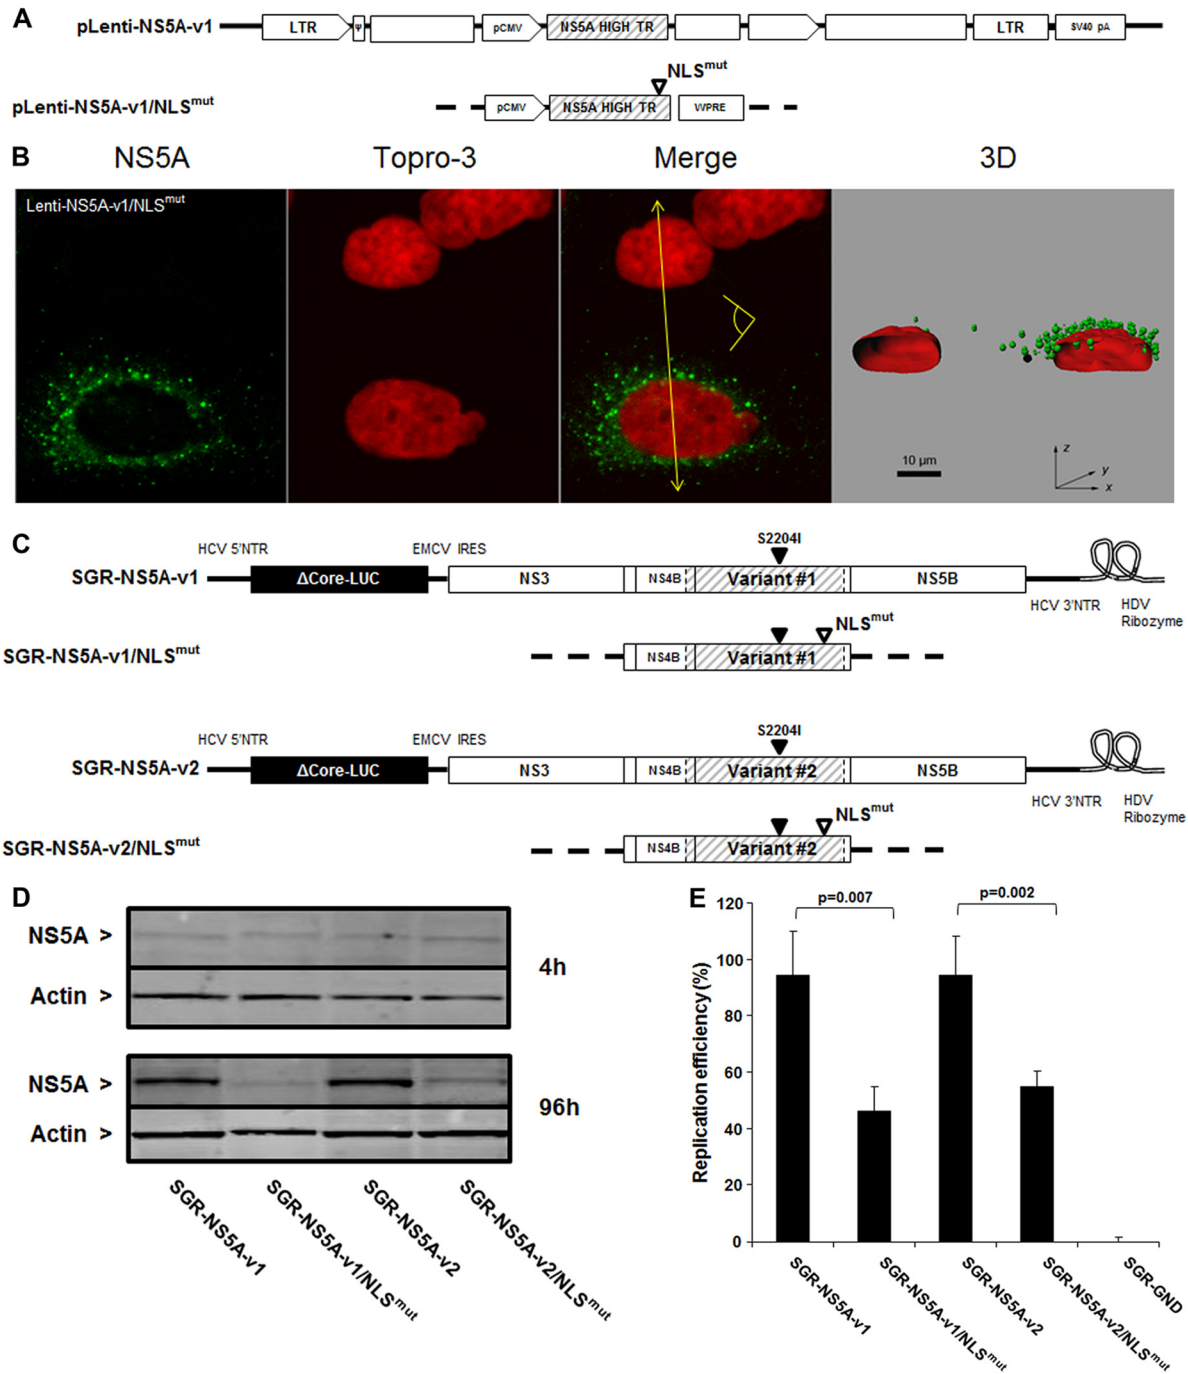 A
pLenti-NS5A-v1
LTR
ψ
pCMV
NS5A HIGH TR
LTR
SV40 pA
NLSmut
pLenti-NS5A-v1/NLSmut
pCMV
NS5A HIGH TR
WPRE
B
NS5A
Topro-3
Merge
3D
Lenti-NS5A-v1/NLSmut
10 µm
z
y
x
C
S2204I
HCV 5'NTR
EMCV IRES
SGR-NS5A-v1
ΔCore-LUC
NS3
NS4B
Variant #1
NS5B
HCV 3'NTR
HDV
Ribozyme
NLSmut
SGR-NS5A-v1/NLSmut
NS4B
Variant #1
S2204I
HCV 5'NTR
EMCV IRES
SGR-NS5A-v2
ΔCore-LUC
NS3
NS4B
Variant #2
NS5B
HCV 3'NTR
HDV
Ribozyme
NLSmut
SGR-NS5A-v2/NLSmut
NS4B
Variant #2
D
NS5A >
Actin >
4h
NS5A >
Actin >
96h
SGR-NS5A-v1
SGR-NS5A-v1/NLSmut
SGR-NS5A-v2
SGR-NS5A-v2/NLSmut
E
p=0.007
p=0.002
Replication efficiency (%)
120
100
80
60
40
20
0
SGR-NS5A-v1
SGR-NS5A-v1/NLSmut
SGR-NS5A-v2
SGR-NS5A-v2/NLSmut
SGR-GND